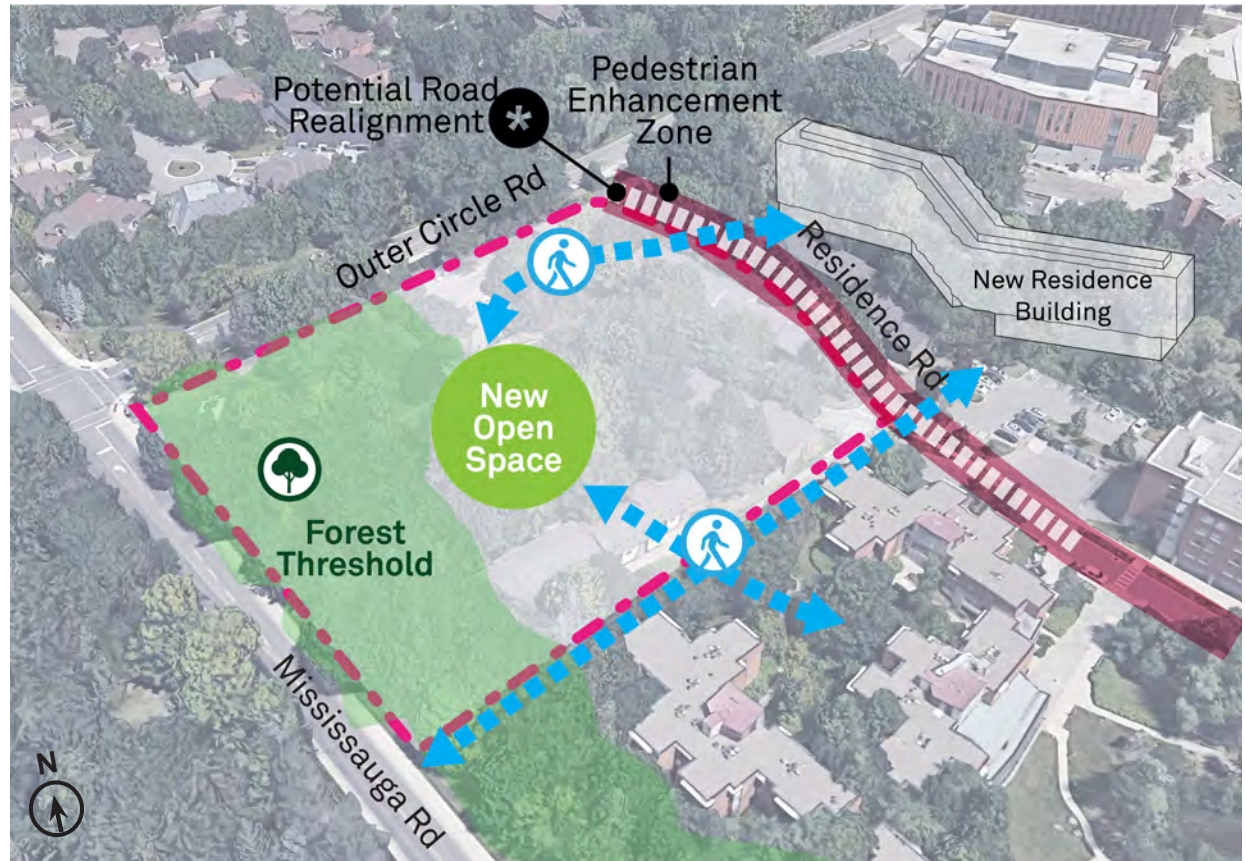 Potential Road
Realignment
*
Pedestrian
Enhancement
Zone
Outer Circle Rd
Residence Rd
New Residence
Building
New
Open
Space
Forest
Threshold
Mississauga Rd
N